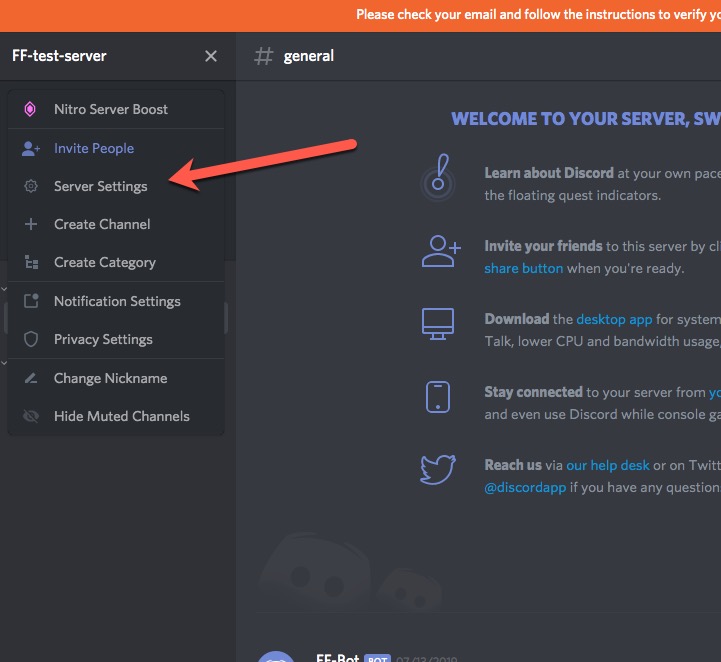 Please check your email and follow the instructions to verify yo
FF-test-server
general
Nitro Server Boost
Invite People
Server Settings
Create Channel
Create Category
Notification Settings
Privacy Settings
Change Nickname
Hide Muted Channels
WELCOME TO YOUR SERVER, SW
Learn about Discord at your own pace
the floating quest indicators.
Invite your friends to this server by cli
share button when you're ready.
Download the desktop app for system
Talk, lower CPU and bandwidth usage,
Stay connected to your server from yo
and even use Discord while console ga
Reach us via our help desk or on Twitt
@discordapp if you have any question
FF-Bot BOT 07/13/2019